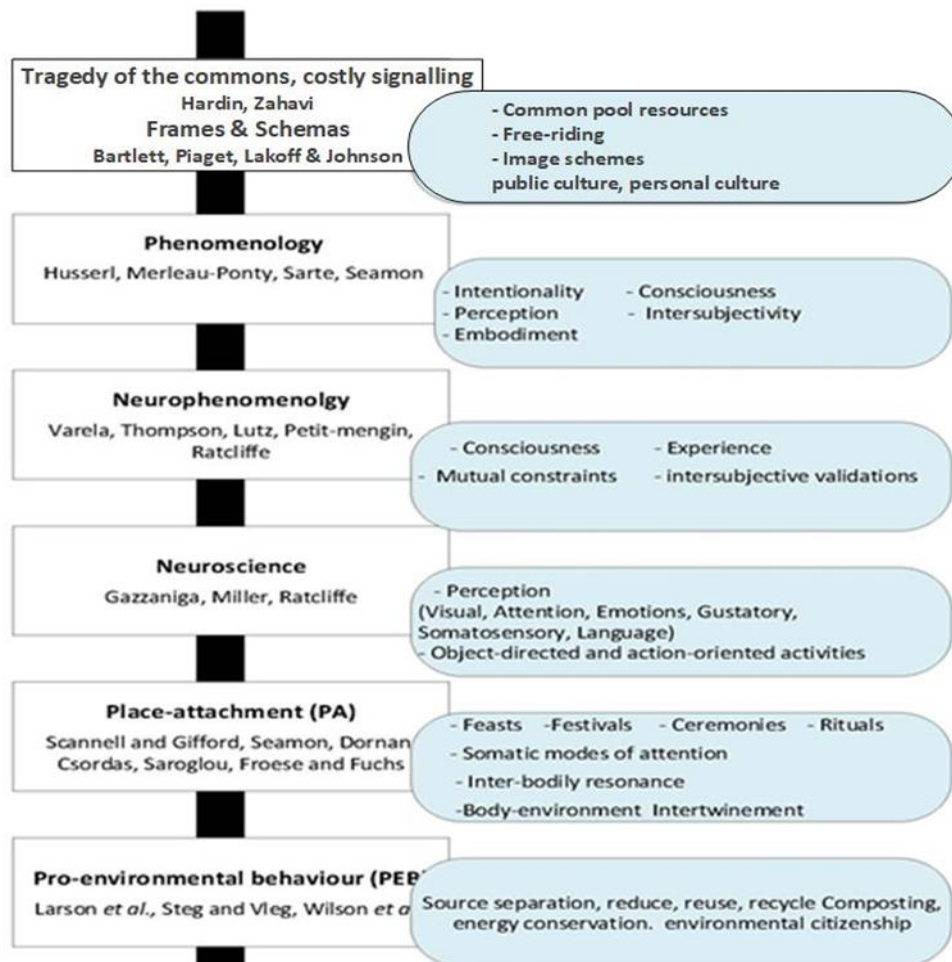 Tragedy of the commons, costly signalling
Hardin, Zahavi
Frames & Schemas
Bartlett, Piaget, Lakoff & Johnson
- Common pool resources
- Free-riding
- Image schemes
public culture, personal culture
Phenomenology
Husserl, Merleau-Ponty, Sarte, Seamon
- Intentionality - Consciousness
- Perception - Intersubjectivity
- Embodiment
Neurophenomenolgy
Varela, Thompson, Lutz, Petit-mengin,
Ratcliffe
- Consciousness - Experience
- Mutual constraints - intersubjective validations
Neuroscience
Gazzaniga, Miller, Ratcliffe
- Perception
(Visual, Attention, Emotions, Gustatory,
Somatosensory, Language)
- Object-directed and action-oriented activities
Place-attachment (PA)
Scannell and Gifford, Seamon, Dornan
Csordas, Saroglou, Froese and Fuchs
- Feasts -Festivals - Ceremonies - Rituals
- Somatic modes of attention
- Inter-bodily resonance
-Body-environment Intertwinement
Pro-environmental behaviour (PEB)
Larson et al., Steg and Vleg, Wilson et a
Source separation, reduce, reuse, recycle Composting,
energy conservation. environmental citizenship